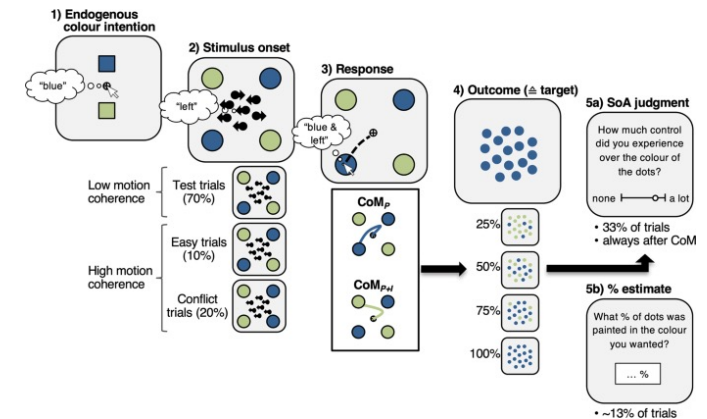 1) Endogenous
colour intention
"blue"
2) Stimulus onset
"left"
3) Response
"blue &
left"
4) Outcome (≙ target)
5a) SoA judgment
How much control
did you experience
over the colour of
the dots?
none a lot
• 33% of trials
• always after CoM
Low motion
coherence
Test trials
(70%)
High motion
coherence
Easy trials
(10%)
Conflict
trials (20%)
CoMP
CoMP+I
25%
50%
75%
100%
5b) % estimate
What % of dots was
painted in the colour
you wanted?
... %
• ~13% of trials